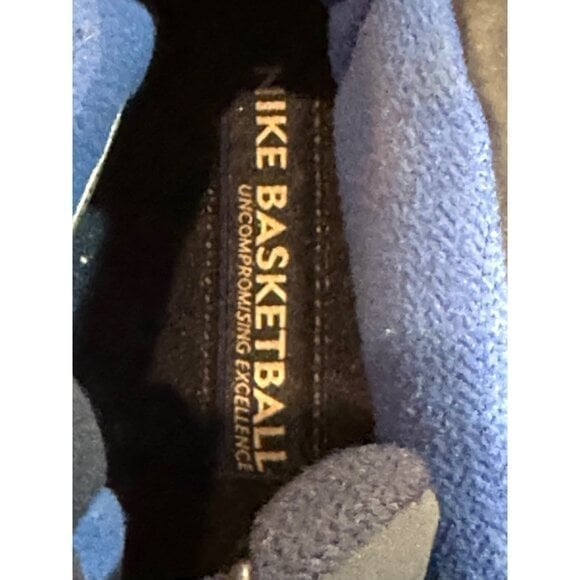 NIKE BASKETBALL
UNCOMPROMISING EXCELLENCE